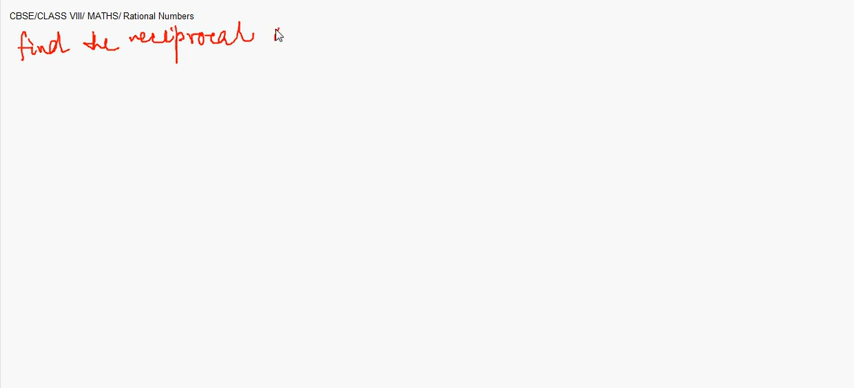 CBSE/CLASS VIII/ MATHS/ Rational Numbers
find the reciprocal